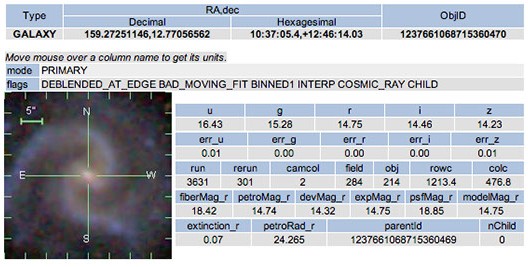 Type RA,dec ObjID
Decimal Hexagesimal
GALAXY 159.27251146,12.77056562 10:37:05.4,+12:46:14.03 1237661068715360470
Move mouse over a column name to get its units.
mode PRIMARY
flags DEBLENDED_AT_EDGE BAD_MOVING_FIT BINNED1 INTERP COSMIC_RAY CHILD
5"
N
E
W
S
u g r i z
16.43 15.28 14.75 14.46 14.23
err_u err_g err_r err_i err_z
0.01 0.00 0.00 0.00 0.01
run rerun camcol field obj rowc colc
3631 301 2 284 214 1213.4 476.8
fiberMag_r petroMag_r devMag_r expMag_r psfMag_r modelMag_r
18.42 14.74 14.32 14.75 18.85 14.75
extinction_r petroRad_r parentId nChild
0.07 24.265 1237661068715360469 0